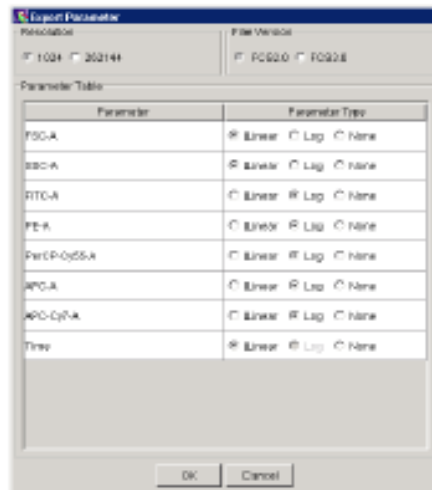 Export Parameter
Resolution
File Version
1024 262144
FCS2.0 FCS3.0
Parameter Table
Parameter Parameter Type
FSC-A Linear Log None
SSC-A Linear Log None
FITC-A Linear Log None
PE-A Linear Log None
PerCP-Cy55-A Linear Log None
APC-A Linear Log None
APC-Cy7-A Linear Log None
Time Linear Log None
OK Cancel